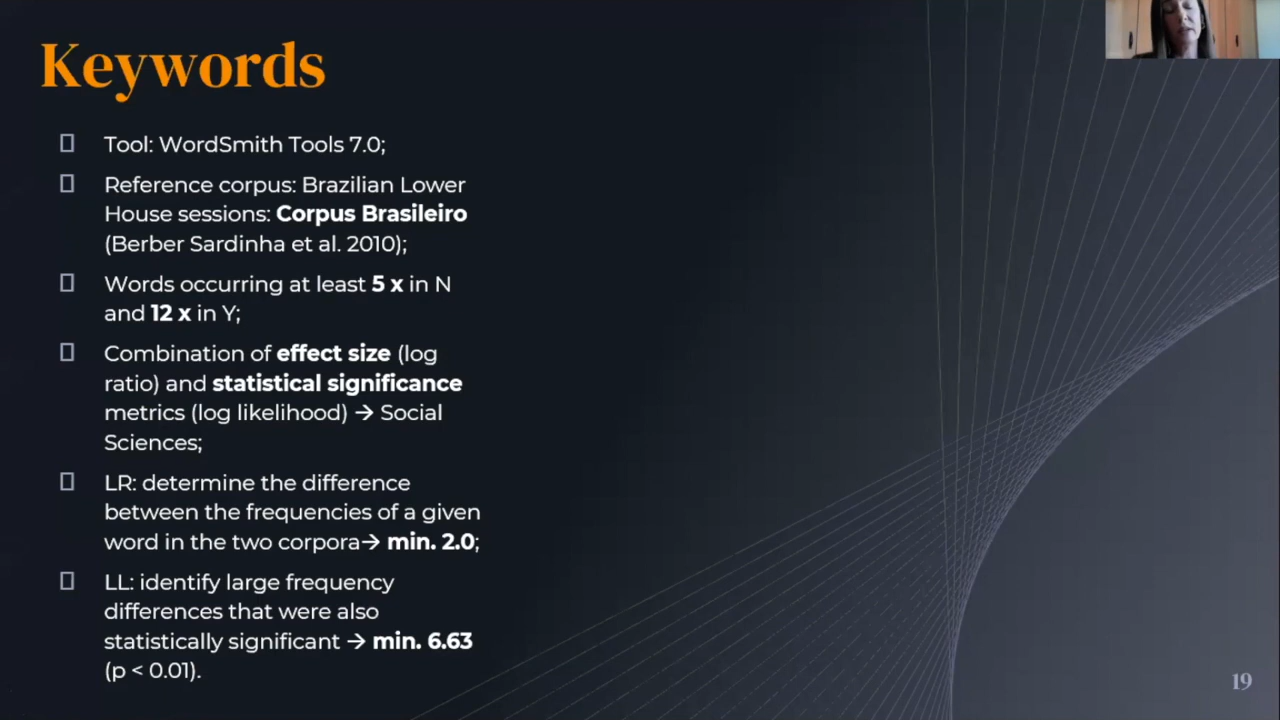 Keywords
Tool: WordSmith Tools 7.0;
Reference corpus: Brazilian Lower
House sessions: Corpus Brasileiro
(Berber Sardinha et al. 2010);
Words occurring at least 5 x in N
and 12 x in Y;
Combination of effect size (log
ratio) and statistical significance
metrics (log likelihood) → Social
Sciences;
LR: determine the difference
between the frequencies of a given
word in the two corpora→ min. 2.0;
LL: identify large frequency
differences that were also
statistically significant → min. 6.63
(p < 0.01).
19